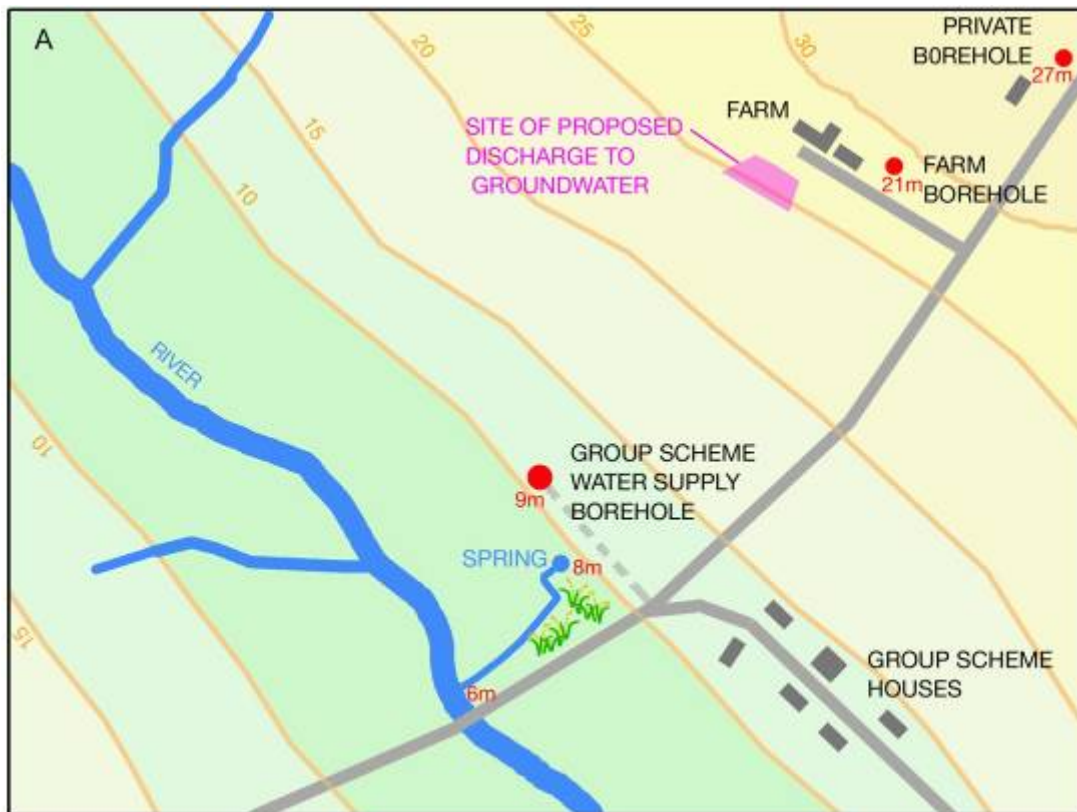 A
20
25
30
PRIVATE
B0REHOLE
27m
15
SITE OF PROPOSED
DISCHARGE TO
GROUNDWATER
FARM
FARM
BOREHOLE
21m
10
RIVER
10
GROUP SCHEME
WATER SUPPLY
BOREHOLE
9m
SPRING
8m
15
GROUP SCHEME
HOUSES
6m